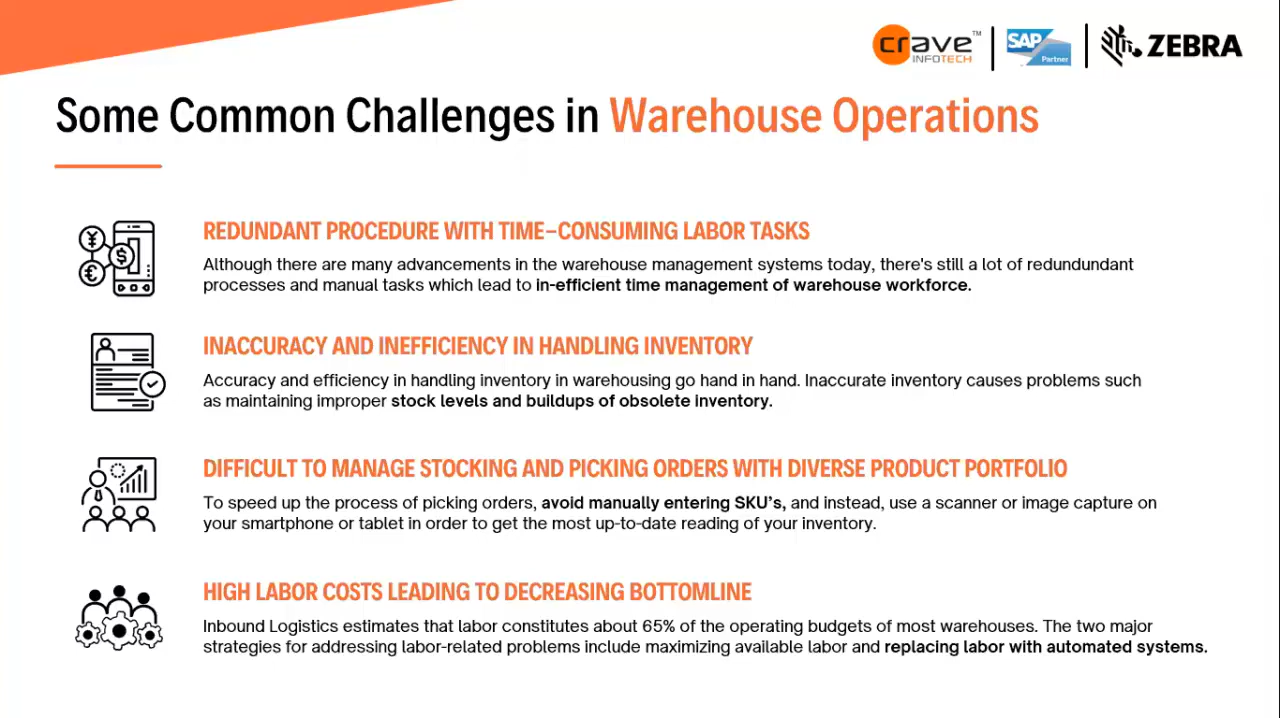 crave™
INFOTECH
SAP
Partner
ZEBRA
Some Common Challenges in Warehouse Operations
¥
$
€
REDUNDANT PROCEDURE WITH TIME-CONSUMING LABOR TASKS
Although there are many advancements in the warehouse management systems today, there's still a lot of redundundant
processes and manual tasks which lead to in-efficient time management of warehouse workforce.
INACCURACY AND INEFFICIENCY IN HANDLING INVENTORY
Accuracy and efficiency in handling inventory in warehousing go hand in hand. Inaccurate inventory causes problems such
as maintaining improper stock levels and buildups of obsolete inventory.
DIFFICULT TO MANAGE STOCKING AND PICKING ORDERS WITH DIVERSE PRODUCT PORTFOLIO
To speed up the process of picking orders, avoid manually entering SKU's, and instead, use a scanner or image capture on
your smartphone or tablet in order to get the most up-to-date reading of your inventory.
HIGH LABOR COSTS LEADING TO DECREASING BOTTOMLINE
Inbound Logistics estimates that labor constitutes about 65% of the operating budgets of most warehouses. The two major
strategies for addressing labor-related problems include maximizing available labor and replacing labor with automated systems.